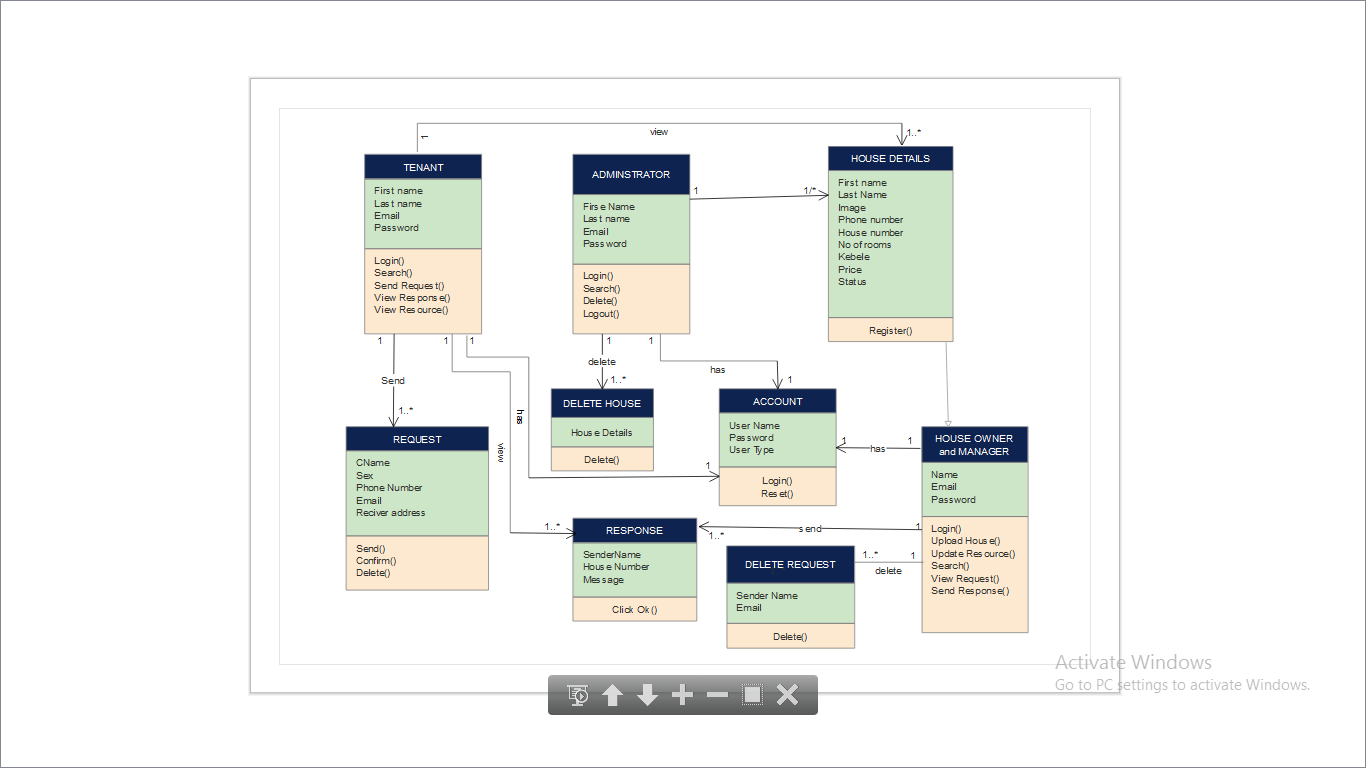 view
1
1..*
TENANT
First name
Last name
Email
Password
Login()
Search()
Send Request()
View Response()
View Resource()
ADMINSTRATOR
Firse Name
Last name
Email
Password
Login()
Search()
Delete()
Logout()
1
1/*
HOUSE DETAILS
First name
Last Name
Image
Phone number
House number
No of rooms
Kebele
Price
Status
Register()
1
1
1
1
1
Send
1..*
delete
1..*
has
1
has
view
DELETE HOUSE
House Details
Delete()
ACCOUNT
User Name
Password
User Type
Login()
Reset()
1
has
1
1
HOUSE OWNER
and MANAGER
Name
Email
Password
Login()
Upload House()
Update Resource()
Search()
View Request()
Send Response()
REQUEST
CName
Sex
Phone Number
Email
Reciver address
Send()
Confirm()
Delete()
1..*
RESPONSE
SenderName
House Number
Message
Click Ok()
1..*
send
1
DELETE REQUEST
Sender Name
Email
Delete()
1..*
delete
1
Activate Windows
Go to PC settings to activate Windows.